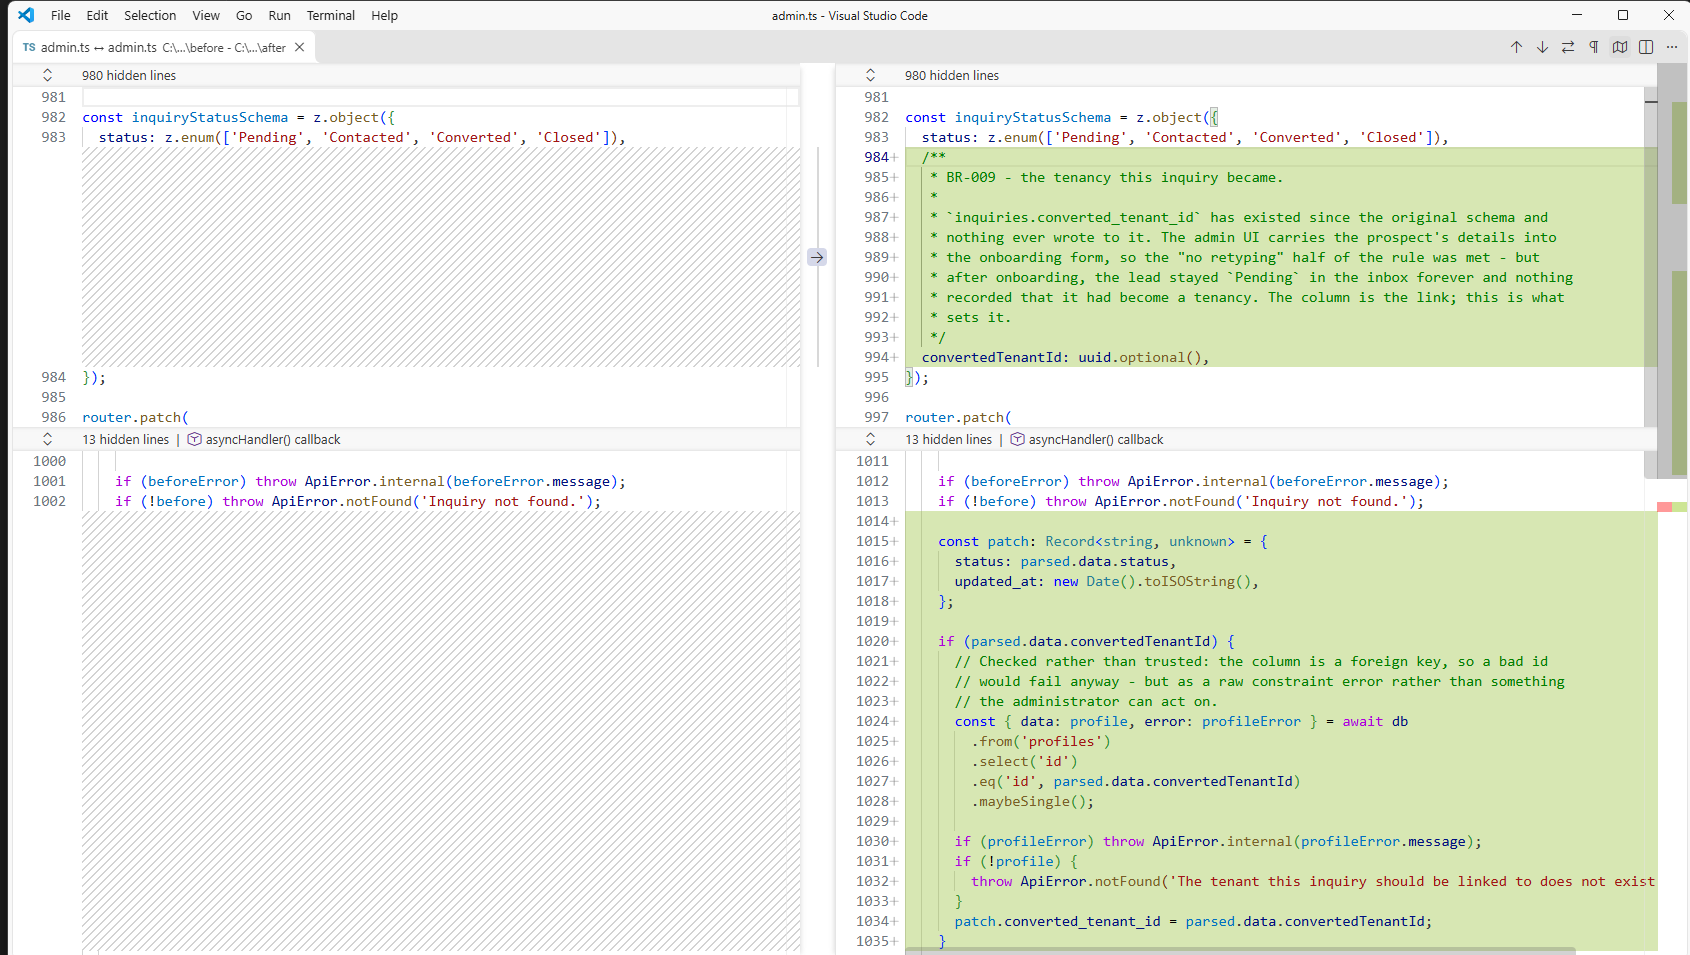 File Edit Selection View Go Run Terminal Help
admin.ts - Visual Studio Code
TS admin.ts ↔ admin.ts C:\...\before - C:\...\after
980 hidden lines
981
982 const inquiryStatusSchema = z.object({
983 status: z.enum(['Pending', 'Contacted', 'Converted', 'Closed']),
984 });
985
986 router.patch(
13 hidden lines | asyncHandler() callback
1000
1001 if (beforeError) throw ApiError.internal(beforeError.message);
1002 if (!before) throw ApiError.notFound('Inquiry not found.');
980 hidden lines
981
982 const inquiryStatusSchema = z.object({
983 status: z.enum(['Pending', 'Contacted', 'Converted', 'Closed']),
984+ /**
985+ * BR-009 - the tenancy this inquiry became.
986+ *
987+ * `inquiries.converted_tenant_id` has existed since the original schema and
988+ * nothing ever wrote to it. The admin UI carries the prospect's details into
989+ * the onboarding form, so the "no retyping" half of the rule was met - but
990+ * after onboarding, the lead stayed `Pending` in the inbox forever and nothing
991+ * recorded that it had become a tenancy. The column is the link; this is what
992+ * sets it.
993+ */
994+ convertedTenantId: uuid.optional(),
995 });
996
997 router.patch(
13 hidden lines | asyncHandler() callback
1011
1012 if (beforeError) throw ApiError.internal(beforeError.message);
1013 if (!before) throw ApiError.notFound('Inquiry not found.');
1014+
1015+ const patch: Record<string, unknown> = {
1016+ status: parsed.data.status,
1017+ updated_at: new Date().toISOString(),
1018+ };
1019+
1020+ if (parsed.data.convertedTenantId) {
1021+ // Checked rather than trusted: the column is a foreign key, so a bad id
1022+ // would fail anyway - but as a raw constraint error rather than something
1023+ // the administrator can act on.
1024+ const { data: profile, error: profileError } = await db
1025+ .from('profiles')
1026+ .select('id')
1027+ .eq('id', parsed.data.convertedTenantId)
1028+ .maybeSingle();
1029+
1030+ if (profileError) throw ApiError.internal(profileError.message);
1031+ if (!profile) {
1032+ throw ApiError.notFound('The tenant this inquiry should be linked to does not exist
1033+ }
1034+ patch.converted_tenant_id = parsed.data.convertedTenantId;
1035+ }